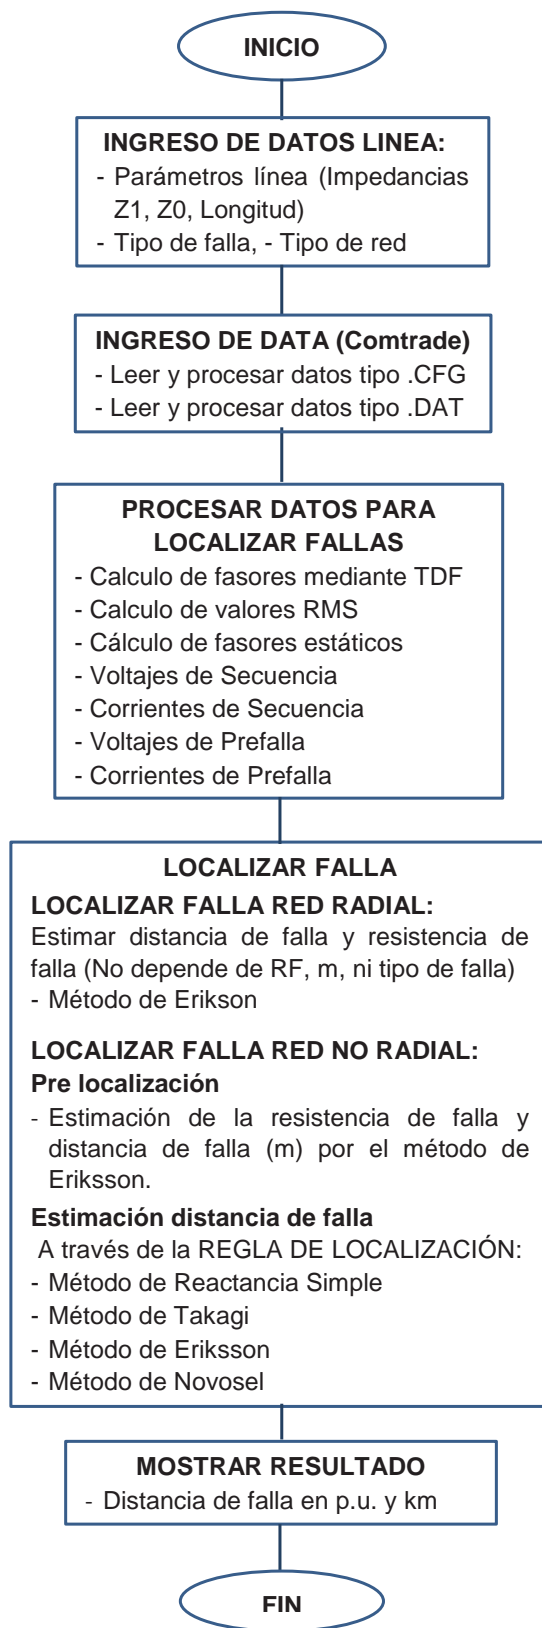 INICIO
INGRESO DE DATOS LINEA:
- Parámetros línea (Impedancias
Z1, Z0, Longitud)
- Tipo de falla, - Tipo de red
INGRESO DE DATA (Comtrade)
- Leer y procesar datos tipo .CFG
- Leer y procesar datos tipo .DAT
PROCESAR DATOS PARA
LOCALIZAR FALLAS
- Calculo de fasores mediante TDF
- Calculo de valores RMS
- Cálculo de fasores estáticos
- Voltajes de Secuencia
- Corrientes de Secuencia
- Voltajes de Prefalla
- Corrientes de Prefalla
LOCALIZAR FALLA
LOCALIZAR FALLA RED RADIAL:
Estimar distancia de falla y resistencia de
falla (No depende de RF, m, ni tipo de falla)
- Método de Erikson
LOCALIZAR FALLA RED NO RADIAL:
Pre localización
- Estimación de la resistencia de falla y
distancia de falla (m) por el método de
Eriksson.
Estimación distancia de falla
A través de la REGLA DE LOCALIZACIÓN:
- Método de Reactancia Simple
- Método de Takagi
- Método de Eriksson
- Método de Novosel
MOSTRAR RESULTADO
- Distancia de falla en p.u. y km
FIN